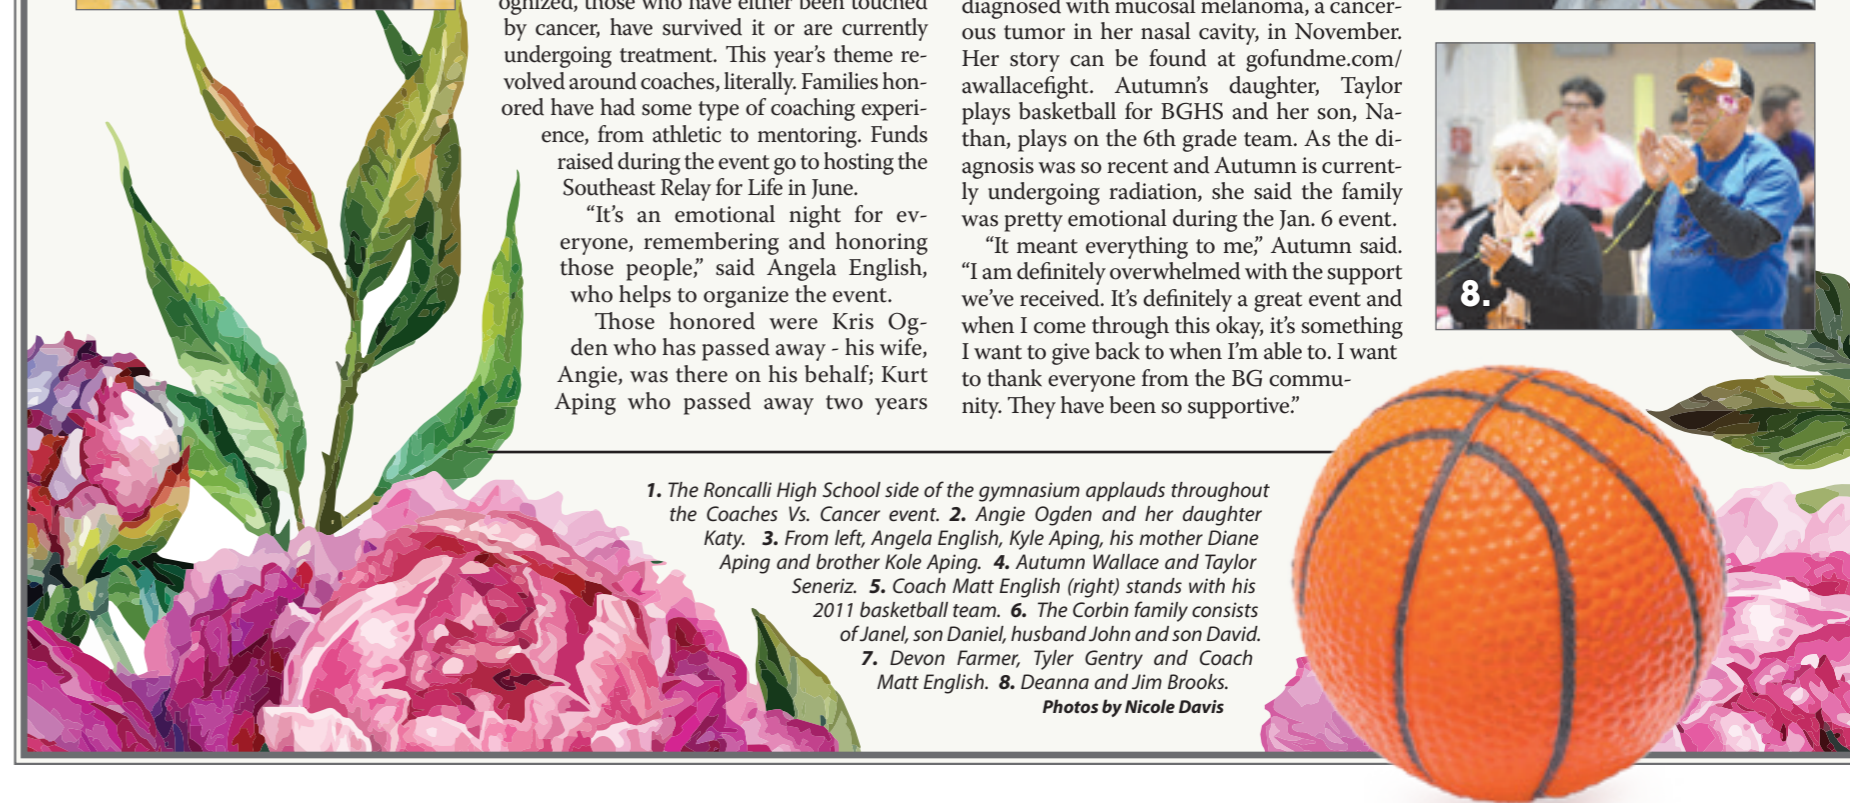 ognized, those who have either been touched
by cancer, have survived it or are currently
undergoing treatment. This year's theme re-
volved around coaches, literally. Families hon-
ored have had some type of coaching experi-
ence, from athletic to mentoring. Funds
raised during the event go to hosting the
Southeast Relay for Life in June.
“It's an emotional night for ev-
eryone, remembering and honoring
those people,” said Angela English,
who helps to organize the event.
Those honored were Kris Og-
den who has passed away - his wife,
Angie, was there on his behalf; Kurt
Aping who passed away two years
diagnosed with mucosal melanoma, a cancer-
ous tumor in her nasal cavity, in November.
Her story can be found at gofundme.com/
awallacefight. Autumn's daughter, Taylor
plays basketball for BGHS and her son, Na-
than, plays on the 6th grade team. As the di-
agnosis was so recent and Autumn is current-
ly undergoing radiation, she said the family
was pretty emotional during the Jan. 6 event.
“It meant everything to me,” Autumn said.
“I am definitely overwhelmed with the support
we've received. It's definitely a great event and
when I come through this okay, it's something
I want to give back to when I'm able to. I want
to thank everyone from the BG commu-
nity. They have been so supportive.”
8.
1. The Roncalli High School side of the gymnasium applauds throughout
the Coaches Vs. Cancer event. 2. Angie Ogden and her daughter
Katy. 3. From left, Angela English, Kyle Aping, his mother Diane
Aping and brother Kole Aping. 4. Autumn Wallace and Taylor
Seneriz. 5. Coach Matt English (right) stands with his
2011 basketball team. 6. The Corbin family consists
of Janel, son Daniel, husband John and son David.
7. Devon Farmer, Tyler Gentry and Coach
Matt English. 8. Deanna and Jim Brooks.
Photos by Nicole Davis